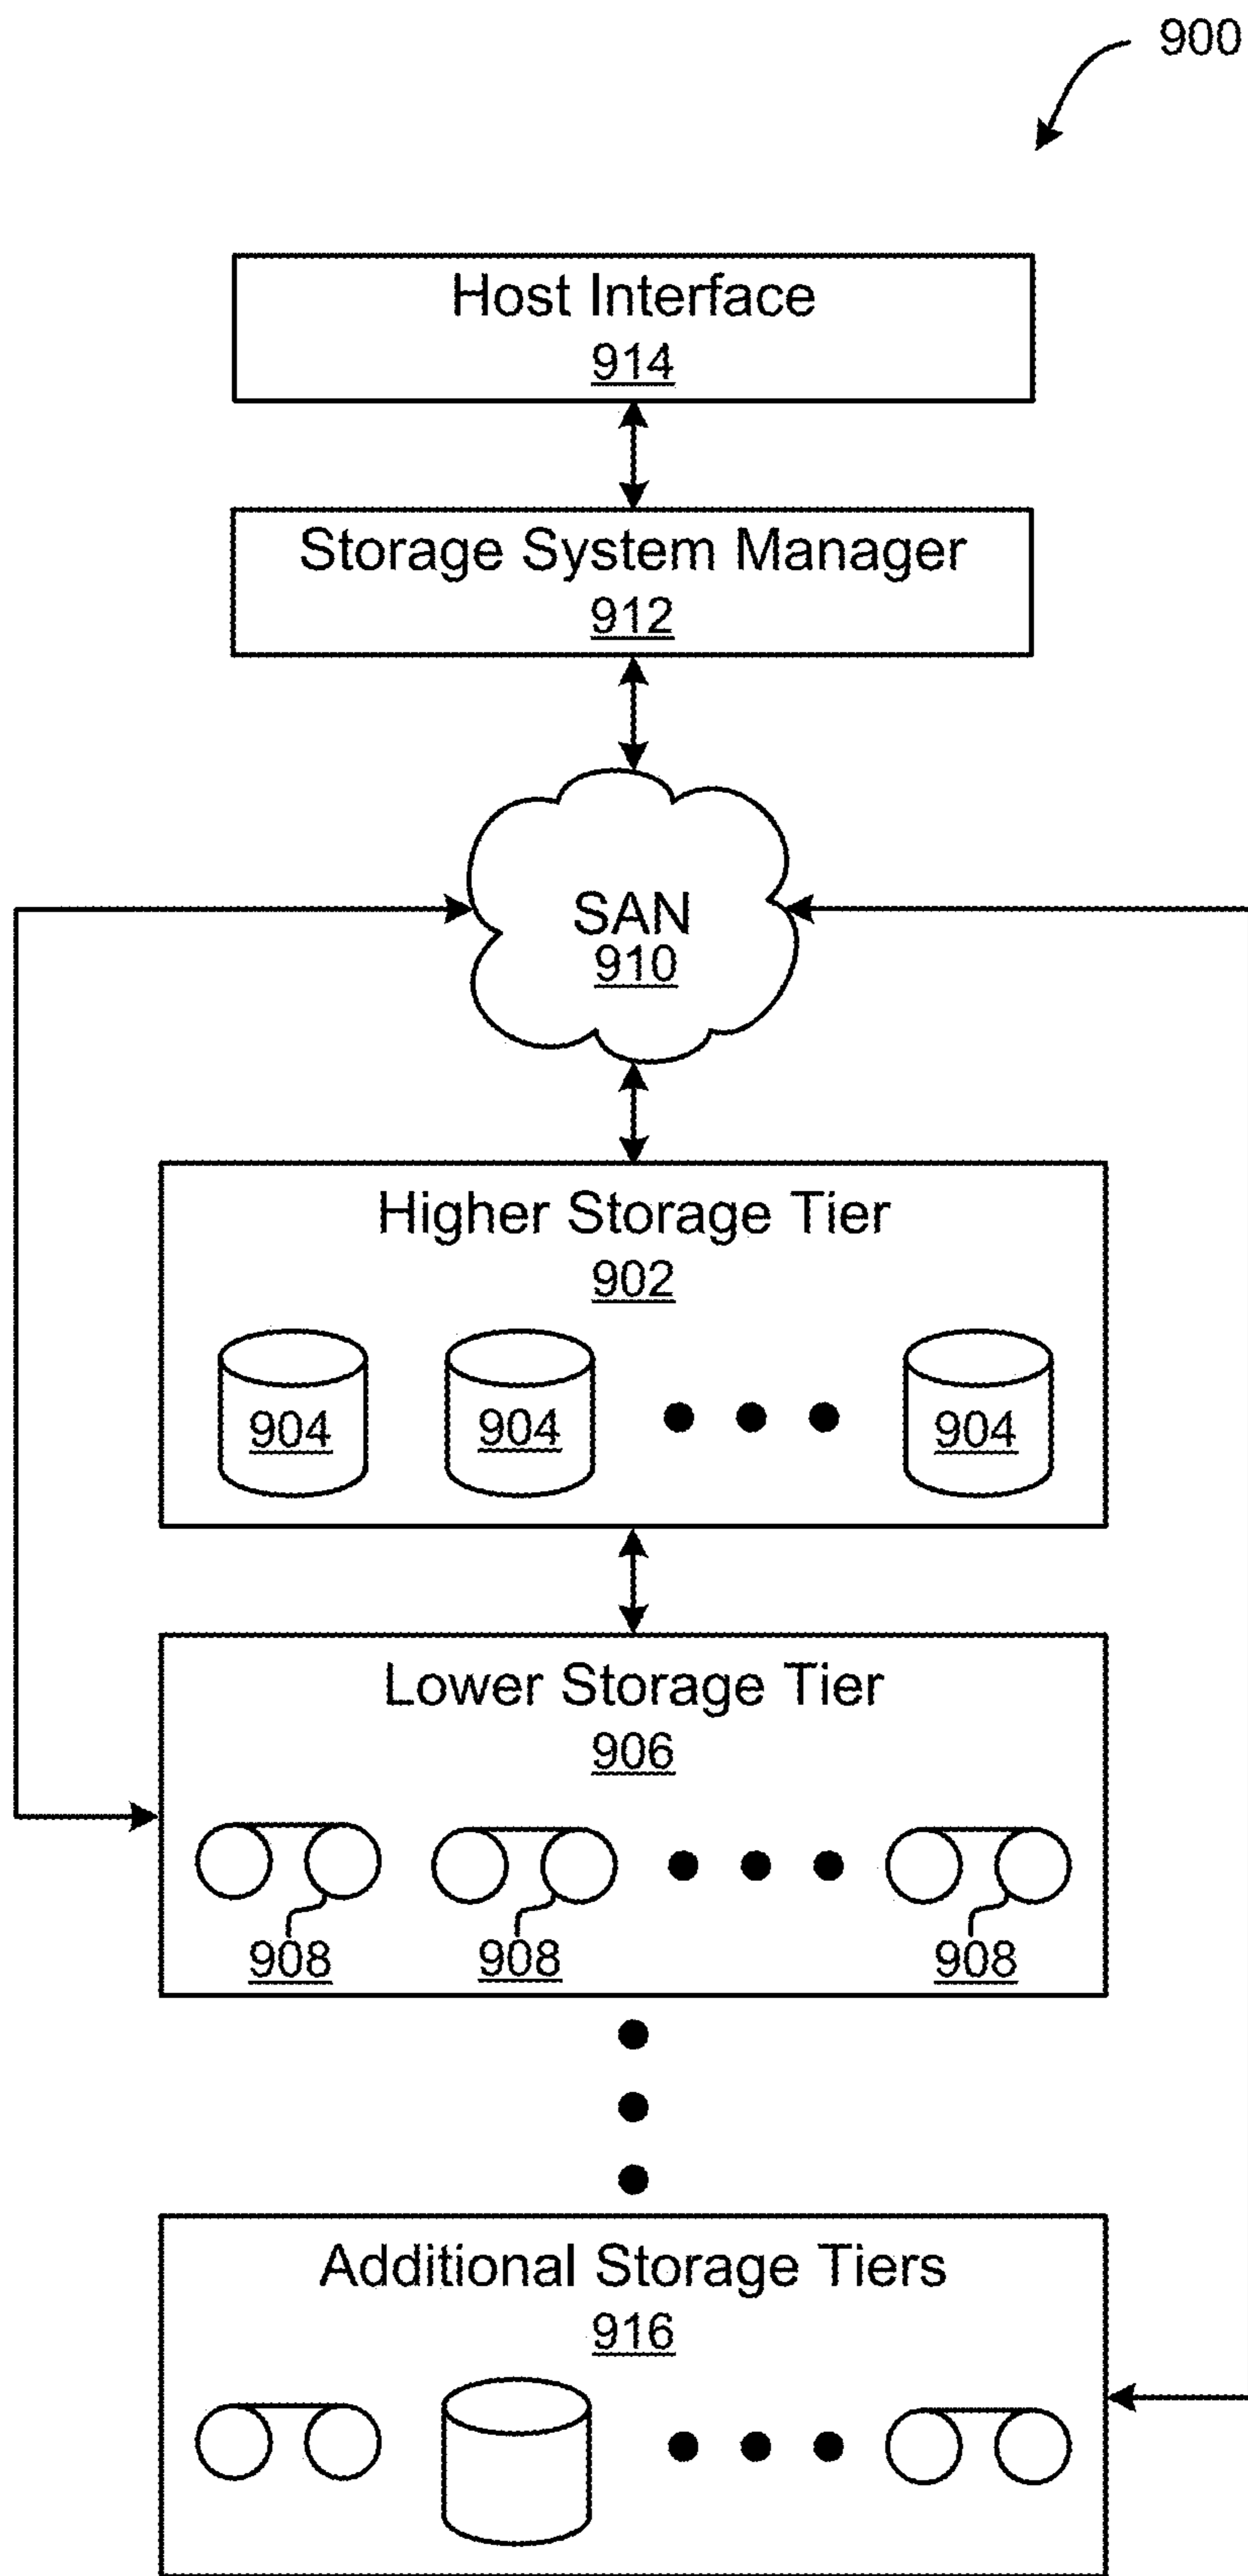 900
Host Interface
914
Storage System Manager
912
SAN
910
Higher Storage Tier
902
904 904 904
Lower Storage Tier
906
908 908 908
Additional Storage Tiers
916